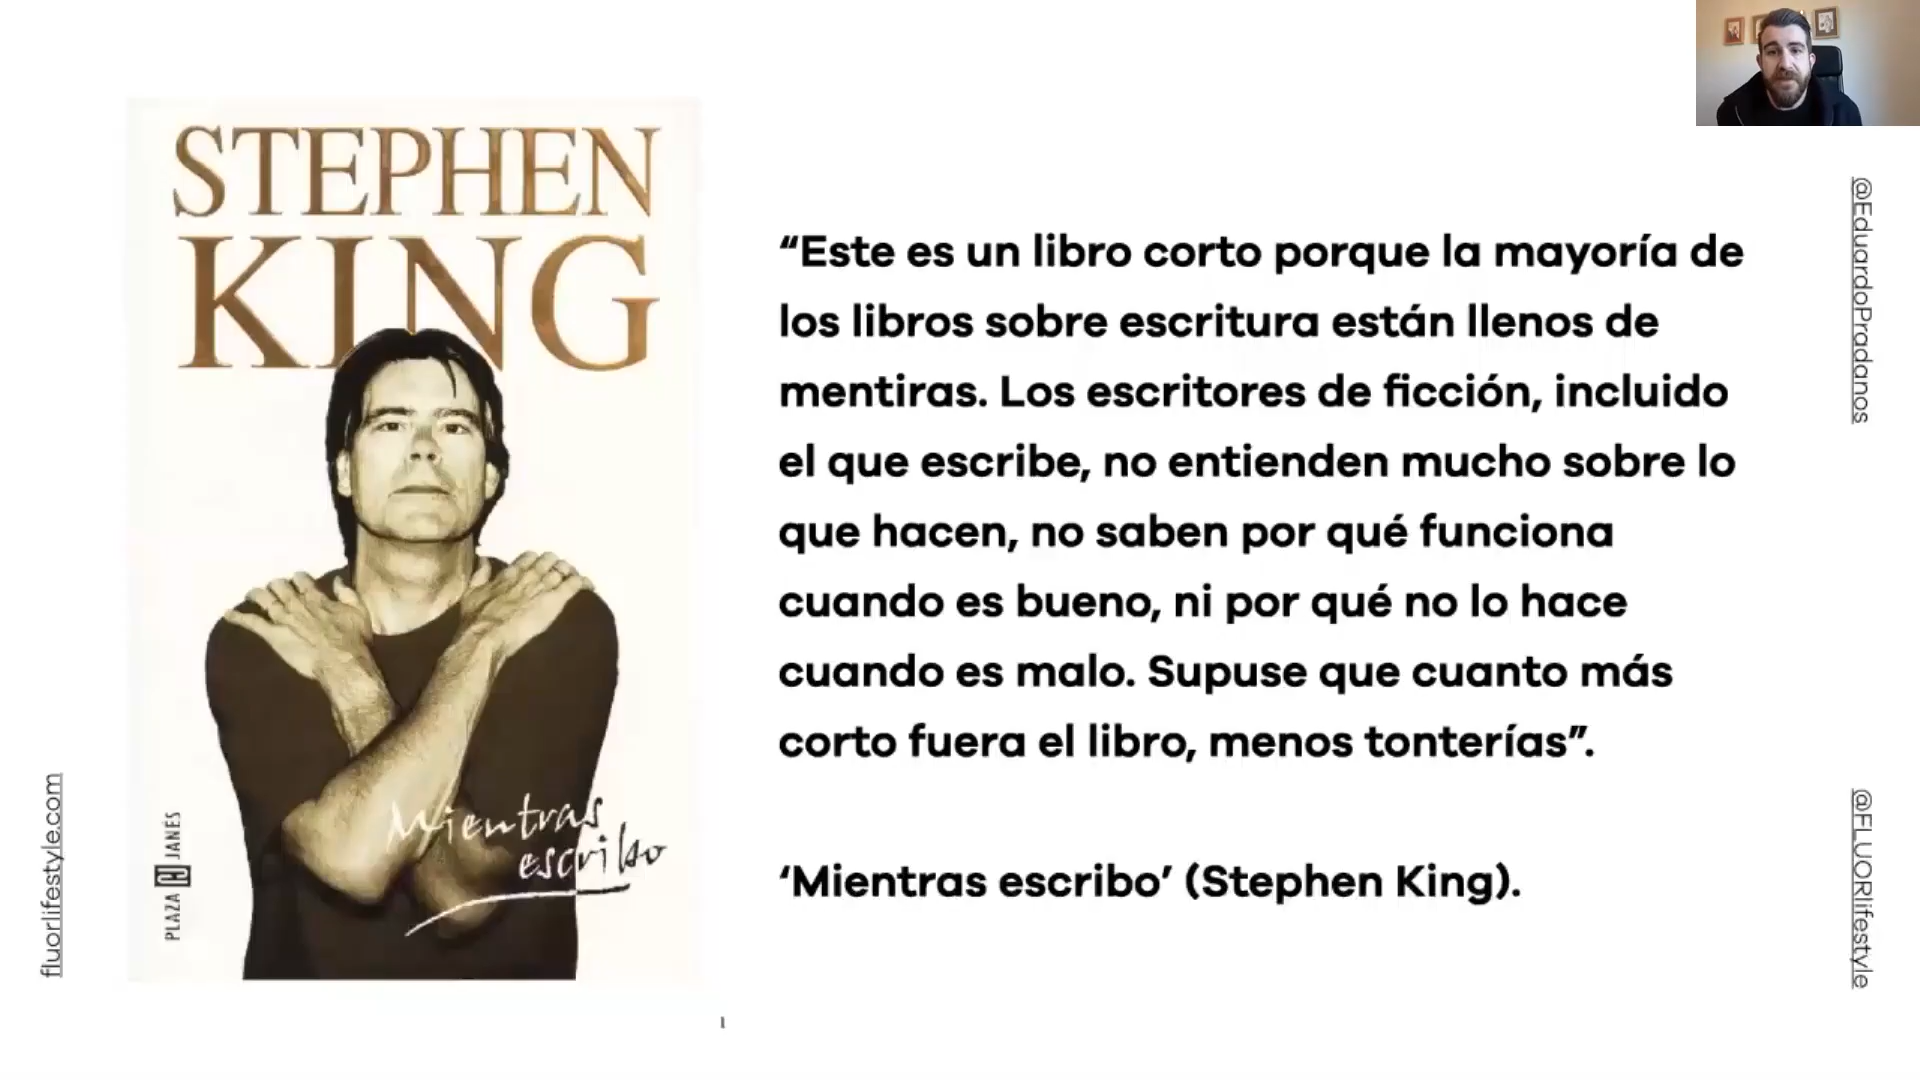 STEPHEN
KING
Mientras
escribo
PLAZA JANÉS
“Este es un libro corto porque la mayoría de
los libros sobre escritura están llenos de
mentiras. Los escritores de ficción, incluido
el que escribe, no entienden mucho sobre lo
que hacen, no saben por qué funciona
cuando es bueno, ni por qué no lo hace
cuando es malo. Supuse que cuanto más
corto fuera el libro, menos tonterías”.
‘Mientras escribo’ (Stephen King).
fluorlifestyle.com
@EduardoPradanos
@FLUORlifestyle